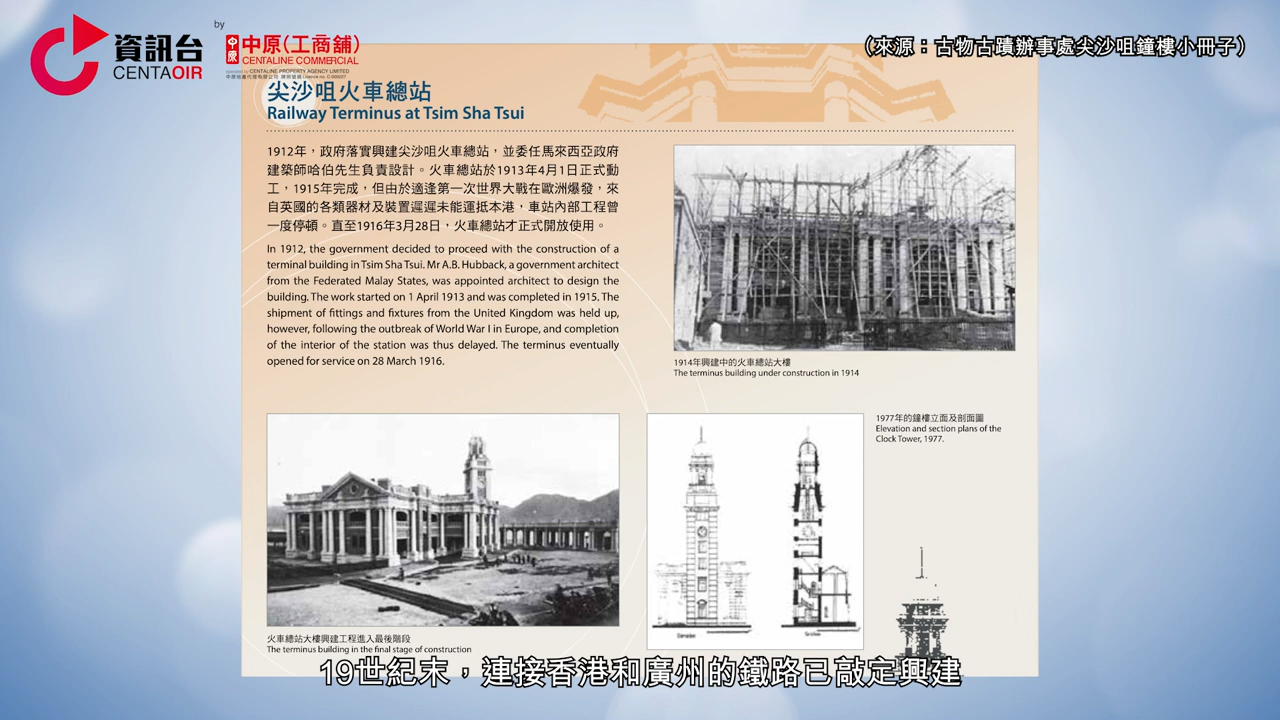 資訊台
CENTAOIR
by
中原
中原(工商舖)
CENTALINE COMMERCIAL
operated by CENTALINE PROPERTY AGENCY LIMITED
(來源：古物古蹟辦事處尖沙咀鐘樓小冊子)
尖沙咀火車總站
Railway Terminus at Tsim Sha Tsui
1912年，政府落實興建尖沙咀火車總站，並委任馬來西亞政府
建築師哈伯先生負責設計。火車總站於1913年4月1日正式動
工，1915年完成，但由於適逢第一次世界大戰在歐洲爆發，來
自英國的各類器材及裝置遲遲未能運抵本港，車站內部工程曾
一度停頓。直至1916年3月28日，火車總站才正式開放使用。
In 1912, the government decided to proceed with the construction of a
terminal building in Tsim Sha Tsui. Mr A.B. Hubback, a government architect
from the Federated Malay States, was appointed architect to design the
building. The work started on 1 April 1913 and was completed in 1915. The
shipment of fittings and fixtures from the United Kingdom was held up,
however, following the outbreak of World War I in Europe, and completion
of the interior of the station was thus delayed. The terminus eventually
opened for service on 28 March 1916.
1914年興建中的火車總站大樓
The terminus building under construction in 1914
1977年的鐘樓立面及剖面圖
Elevation and section plans of the
Clock Tower, 1977.
火車總站大樓興建工程進入最後階段
The terminus building in the final stage of construction
19世紀末，連接香港和廣州的鐵路已敲定興建